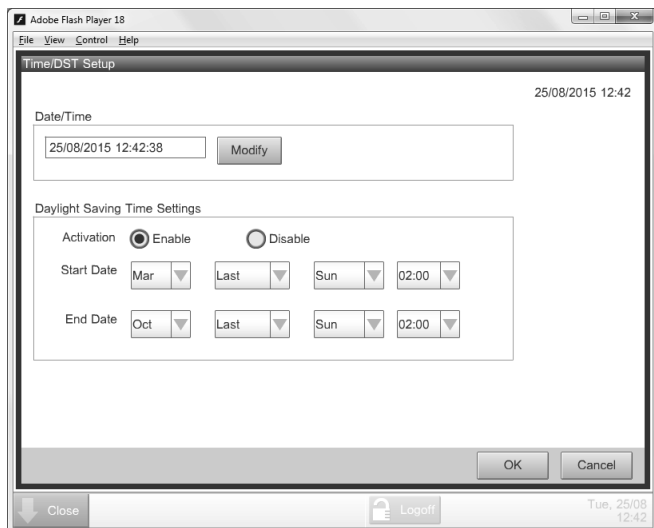 Adobe Flash Player 18
File View Control Help
Time/DST Setup
25/08/2015 12:42
Date/Time
25/08/2015 12:42:38 Modify
Daylight Saving Time Settings
Activation Enable Disable
Start Date Mar Last Sun 02:00
End Date Oct Last Sun 02:00
OK Cancel
Close Logoff Tue, 25/08
12:42